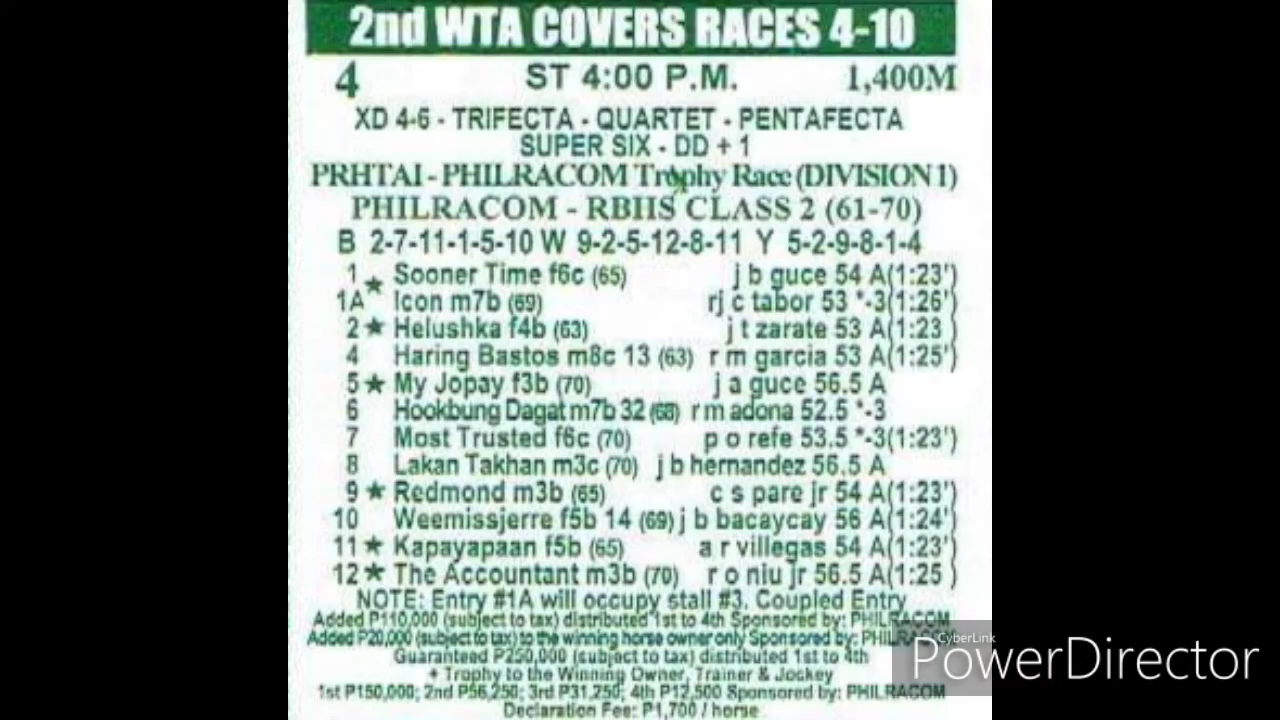 2nd WTA COVERS RACES 4-10
4 ST 4:00 P.M. 1,400M
XD 4-6 - TRIFECTA - QUARTET - PENTAFECTA
SUPER SIX - DD + 1
PRHTAI - PHILRACOM Trophy Race (DIVISION 1)
PHILRACOM - RBHS CLASS 2 (61-70)
B 2-7-11-1-5-10 W 9-2-5-12-8-11 Y 5-2-9-8-1-4
1 ★ Sooner Time f6c (65) j b guce 54 A(1:23')
1A Icon m7b (69) rj c tabor 53 *-3(1:26')
2 ★ Helushka f4b (63) j t zarate 53 A(1:23 )
4 Haring Bastos m8c 13 (63) r m garcia 53 A(1:25')
5 ★ My Jopay f3b (70) j a guce 56.5 A
6 Hookbung Dagat m7b 32 (68) r m adona 52.5 *-3
7 Most Trusted f6c (70) p o refe 53.5 *-3(1:23')
8 Lakan Takhan m3c (70) j b hernandez 56.5 A
9 ★ Redmond m3b (65) c s pare jr 54 A(1:23')
10 Weemissjerre f5b 14 (69) j b bacaycay 56 A(1:24')
11 ★ Kapayapaan f5b (65) a r villegas 54 A(1:23')
12 ★ The Accountant m3b (70) r o niu jr 56.5 A(1:25 )
NOTE: Entry #1A will occupy stall #3. Coupled Entry
Added P110,000 (subject to tax) distributed 1st to 4th Sponsored by: PHILRACOM
Added P20,000 (subject to tax) to the winning horse owner only Sponsored by: PHILRACOM
Guaranteed P250,000 (subject to tax) distributed 1st to 4th
+ Trophy to the Winning Owner, Trainer & Jockey
1st P150,000; 2nd P56,250; 3rd P31,250; 4th P12,500 Sponsored by: PHILRACOM
Declaration Fee: P1,700 / horse
CyberLink
PowerDirector